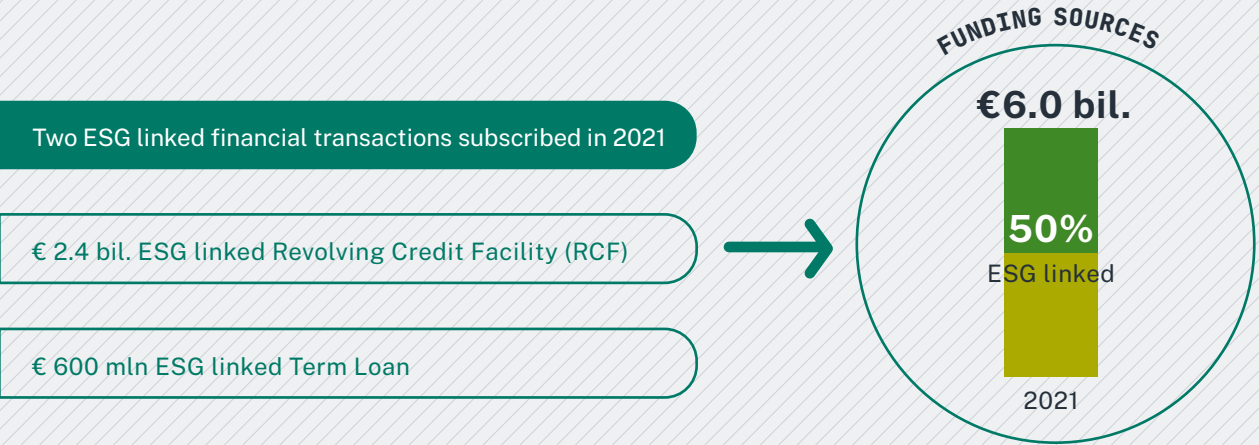 Two ESG linked financial transactions subscribed in 2021
€ 2.4 bil. ESG linked Revolving Credit Facility (RCF)
€ 600 mln ESG linked Term Loan
FUNDING SOURCES
€6.0 bil.
50%
ESG linked
2021